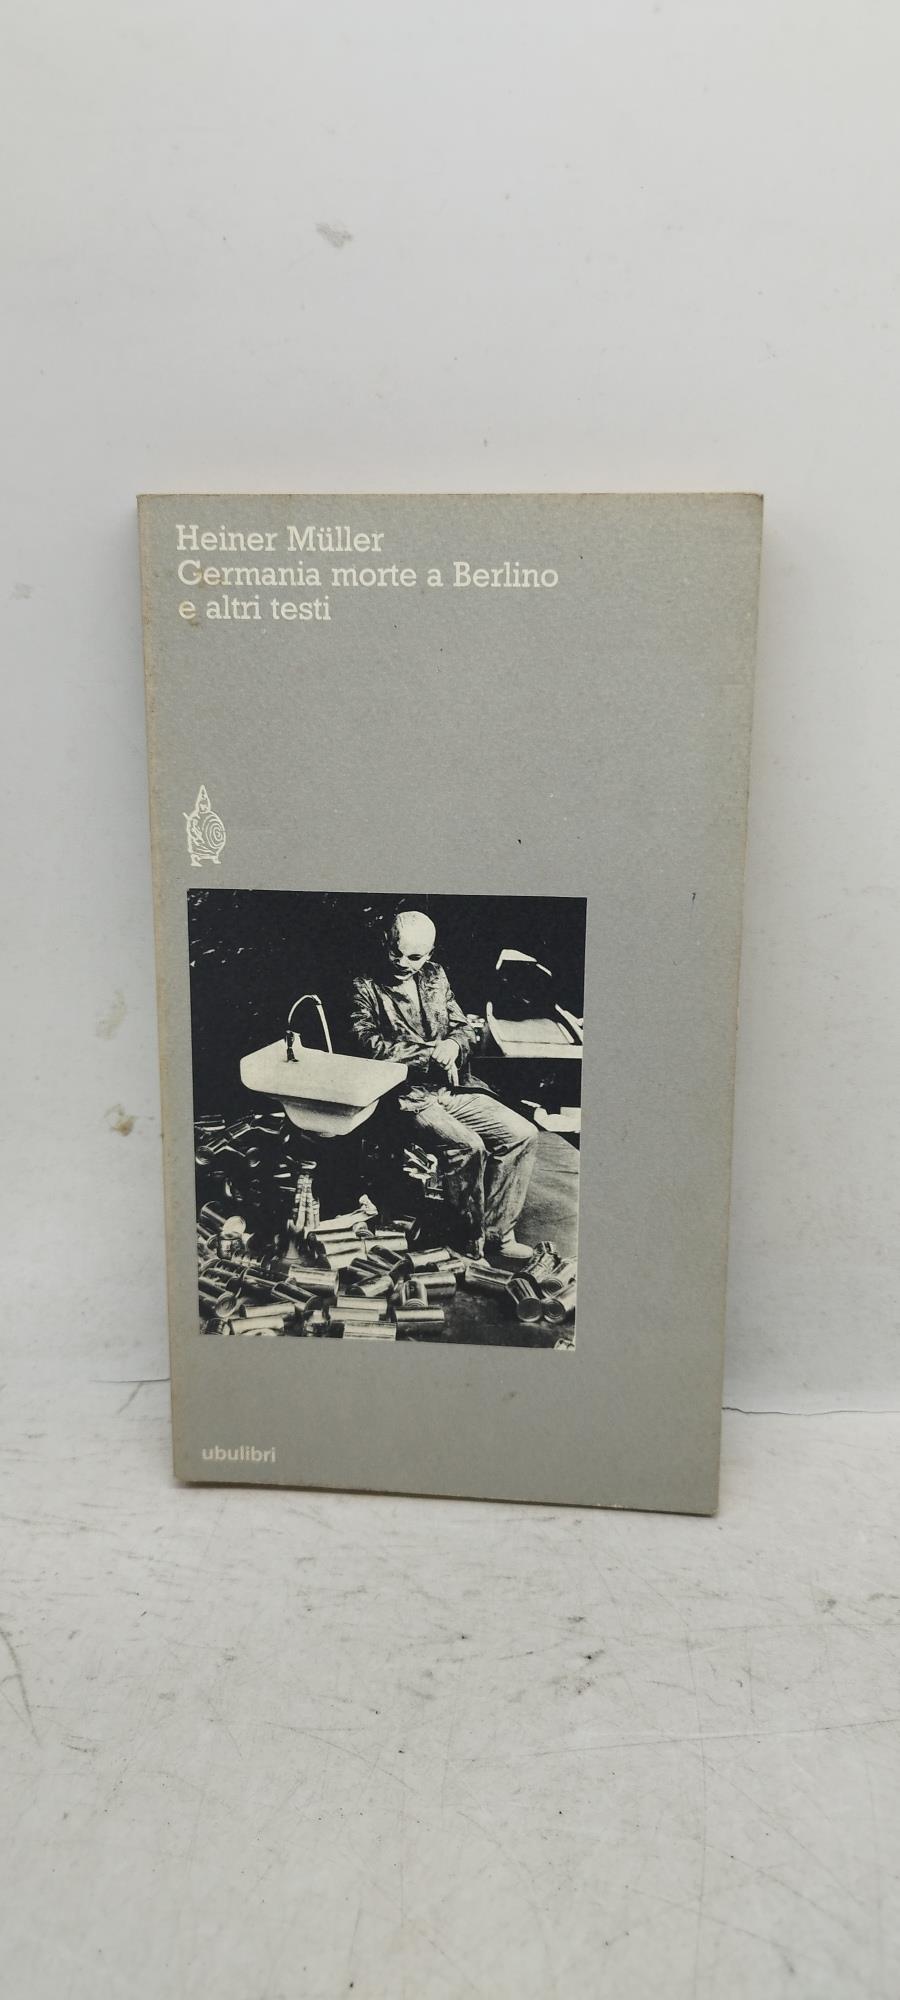 Heiner Müller
Germania morte a Berlino
e altri testi
ubulibri